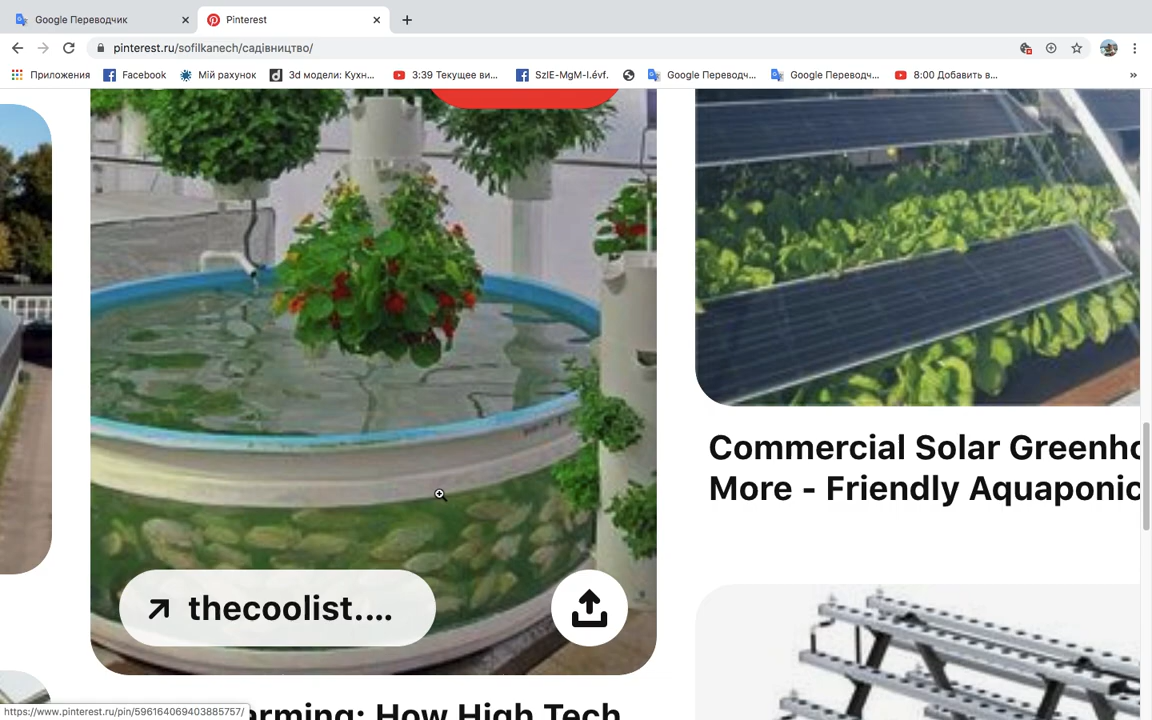 Google Переводчик
Pinterest
pinterest.ru/sofilkanech/садівництво/
Приложения
Facebook
Мій рахунок
3d модели: Кухн...
3:39 Текущее ви...
SzIE-MgM-I.évf.
Google Переводч...
Google Переводч...
8:00 Добавить в...
»
Commercial Solar Greenho
More - Friendly Aquaponic
thecoolist....
https://www.pinterest.ru/pin/596164069403885757/
arming: How High Tech